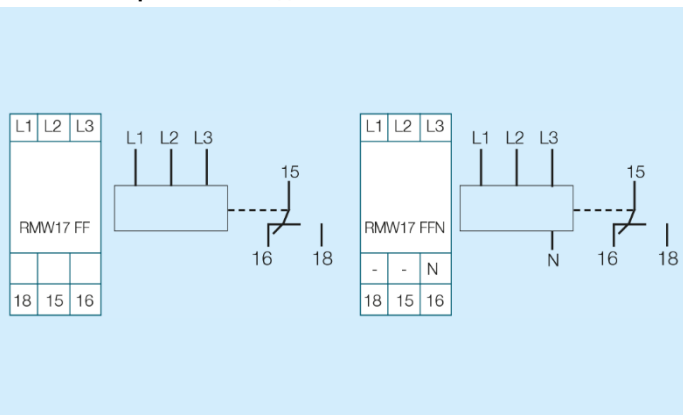 L1 L2 L3
RMW17 FF
18 15 16
L1 L2 L3
15
16 18
L1 L2 L3
RMW17 FFN
- - N
18 15 16
L1 L2 L3
15
N
16 18